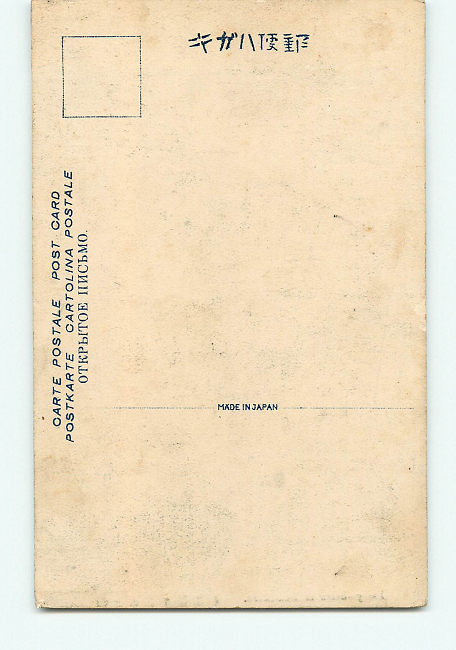 郵便ハガキ
CARTE POSTALE POST CARD
POSTKARTE CARTOLINA POSTALE
ОТКРЫТОЕ ПИСЬМО.
MADE IN JAPAN